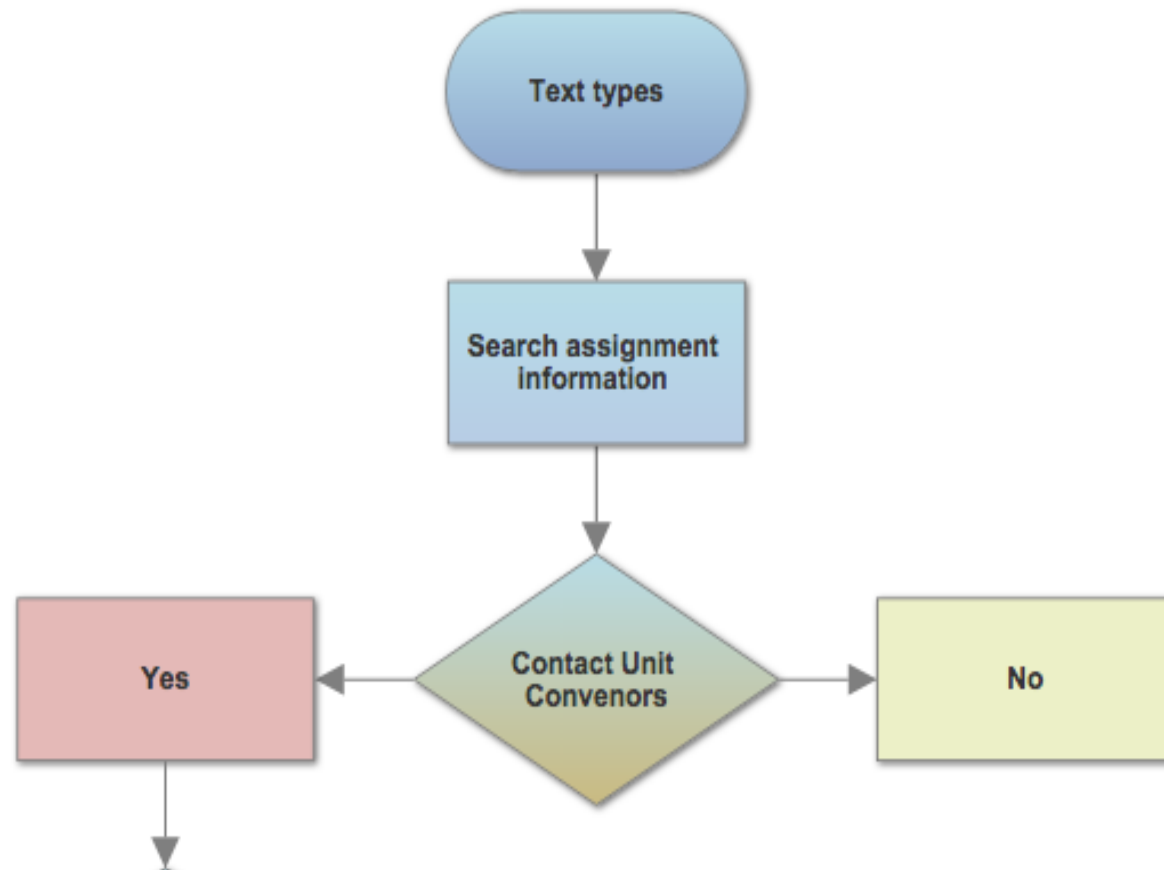 Text types
Search assignment
information
Contact Unit
Convenors
Yes
No